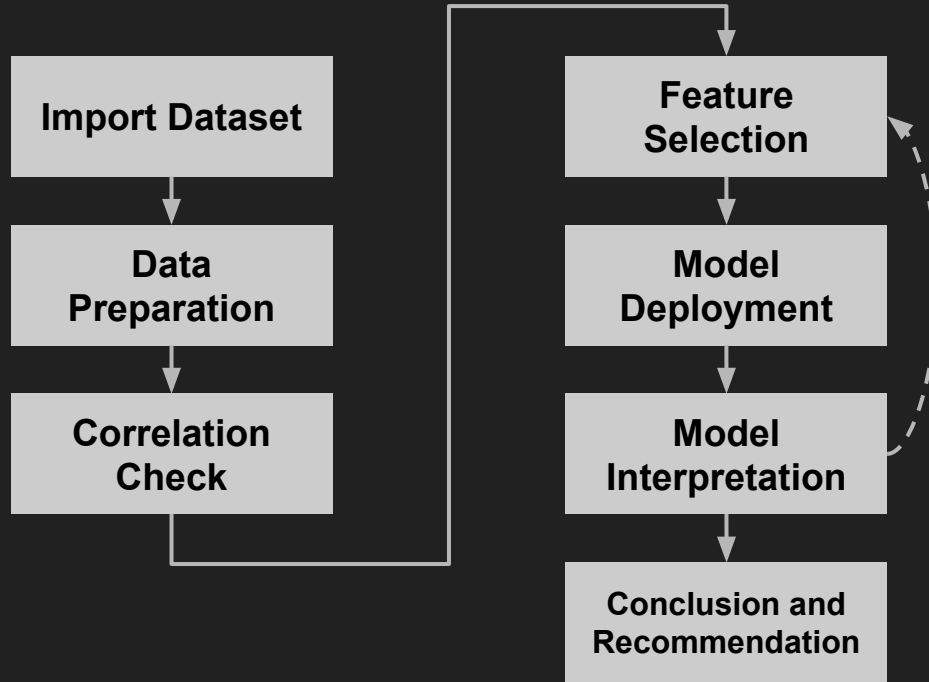 Import Dataset
Data
Preparation
Correlation
Check
Feature
Selection
Model
Deployment
Model
Interpretation
Conclusion and
Recommendation